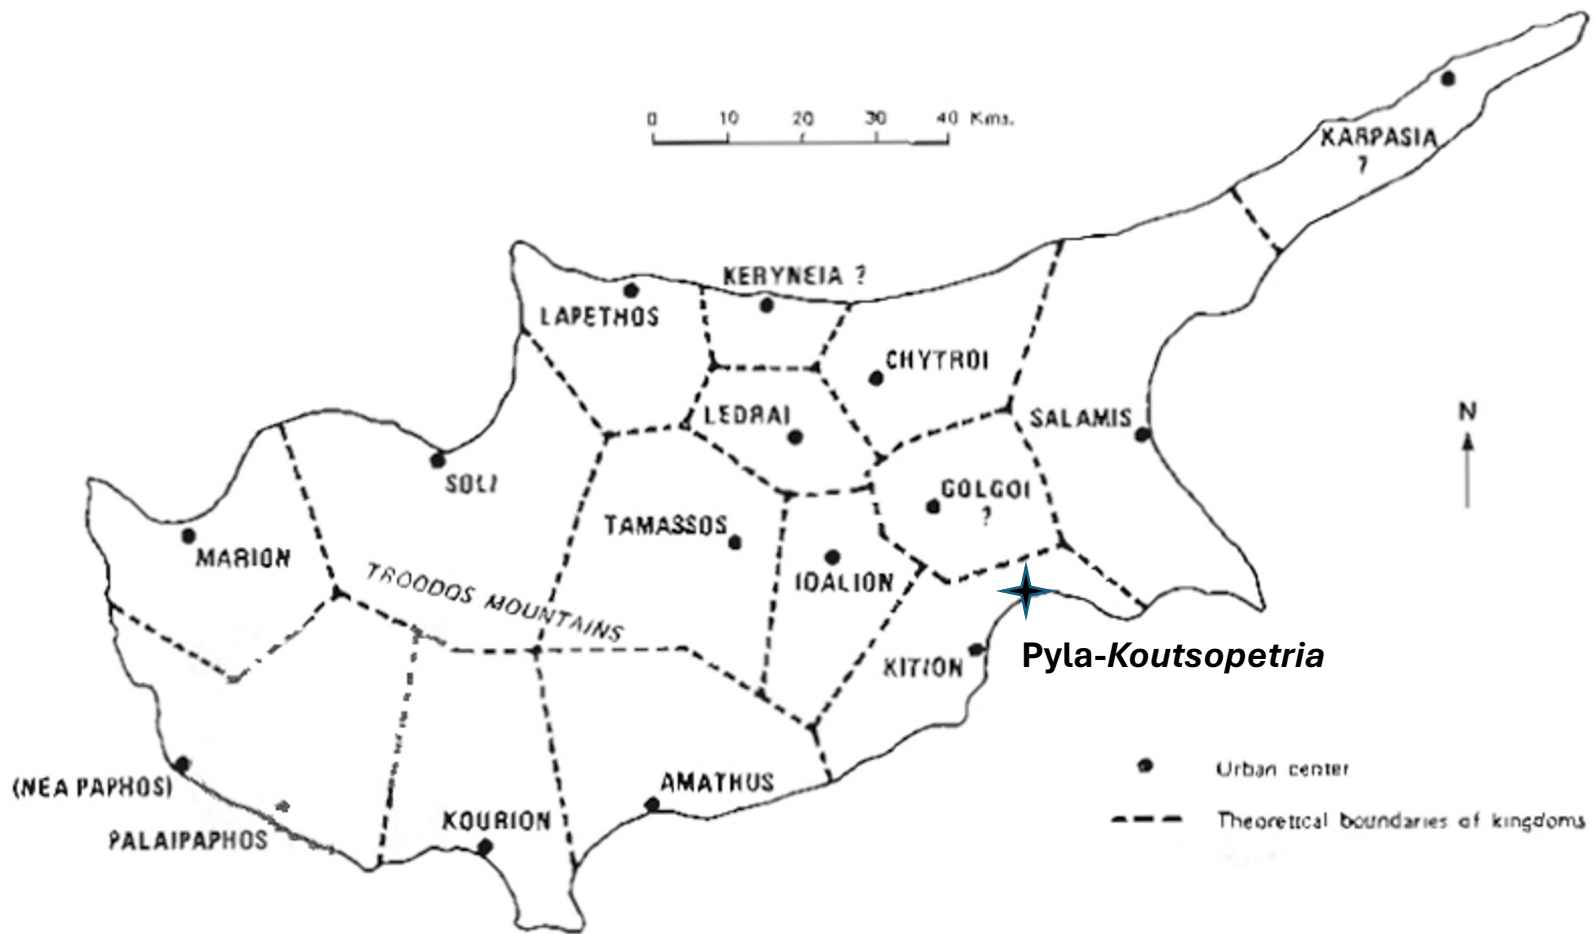 0 10 20 30 40 Kms.
KARPASIA
?
KERYNEIA ?
LAPETHOS
CHYTROI
LEDRAI
SALAMIS
N
SOLI
GOLGOI
?
TAMASSOS
MARION
IDALION
TROODOS MOUNTAINS
KITION
Pyla-Koutsopetria
(NEA PAPHOS)
AMATHUS
Urban center
KOURION
Theoretical boundaries of kingdoms
PALAIPAPHOS